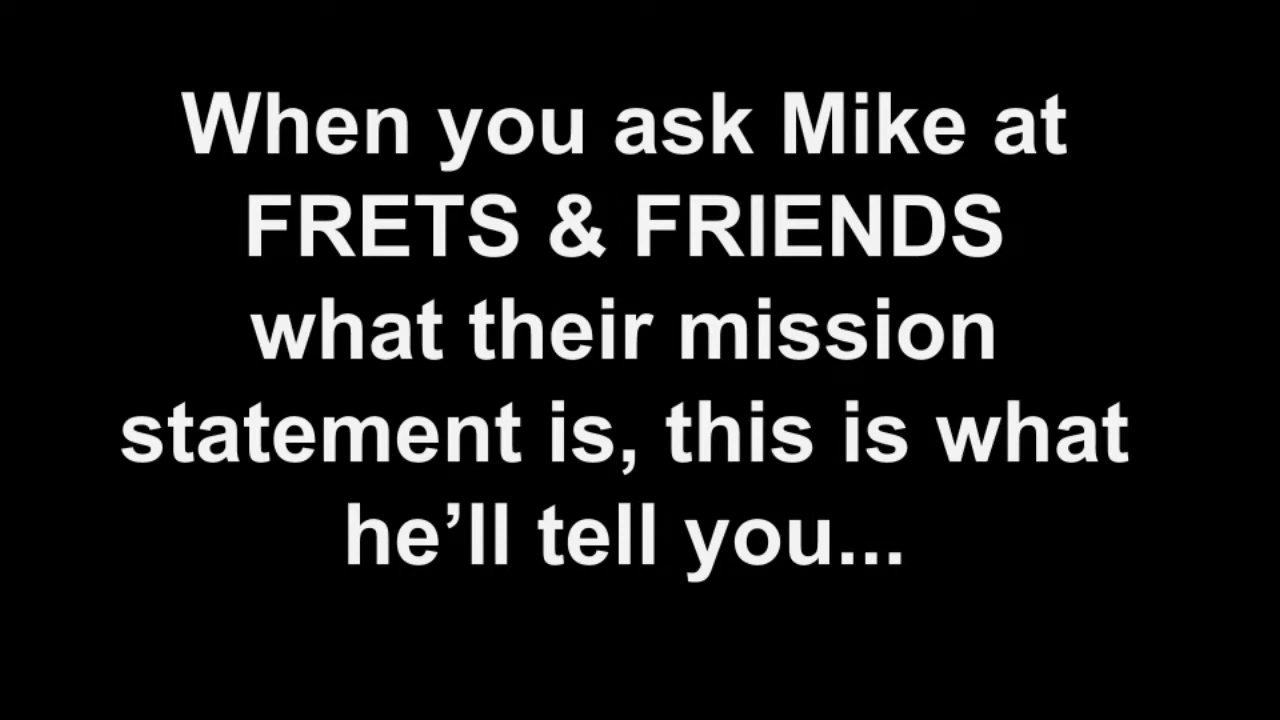 When you ask Mike at
FRETS & FRIENDS
what their mission
statement is, this is what
he’ll tell you...